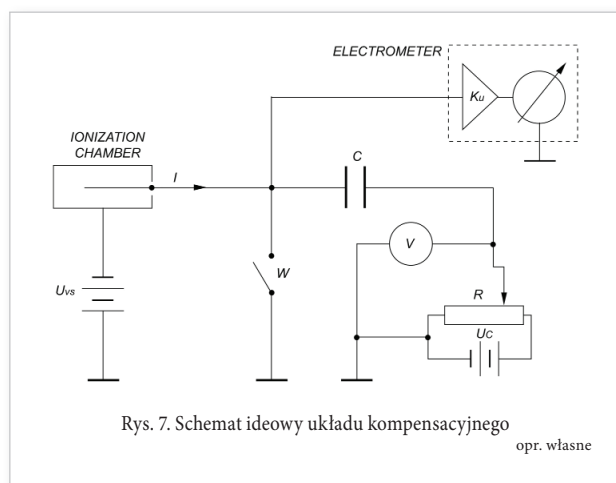 ELECTROMETER
Ku
IONIZATION
CHAMBER
I
C
W
V
Uvs
R
Uc
Rys. 7. Schemat ideowy układu kompensacyjnego
opr. własne